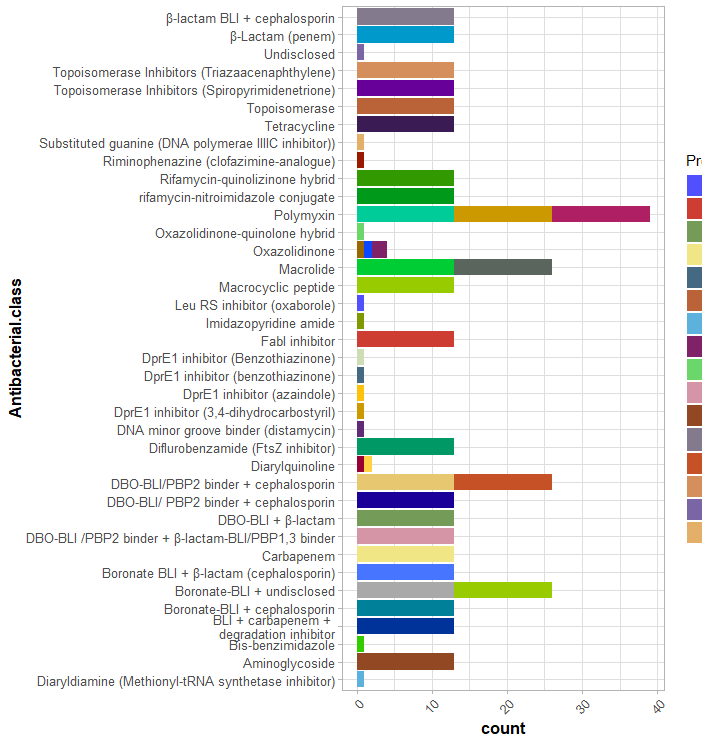 β-lactam BLI + cephalosporin
β-Lactam (penem)
Undisclosed
Topoisomerase Inhibitors (Triazaacenaphthylene)
Topoisomerase Inhibitors (Spiropyrimidenetrione)
Topoisomerase
Tetracycline
Substituted guanine (DNA polymerae IIIIC inhibitor))
Riminophenazine (clofazimine-analogue)
Rifamycin-quinolizinone hybrid
rifamycin-nitroimidazole conjugate
Polymyxin
Oxazolidinone-quinolone hybrid
Oxazolidinone
Macrolide
Macrocyclic peptide
Leu RS inhibitor (oxaborole)
Imidazopyridine amide
FabI inhibitor
DprE1 inhibitor (Benzothiazinone)
DprE1 inhibitor (benzothiazinone)
DprE1 inhibitor (azaindole)
DprE1 inhibitor (3,4-dihydrocarbostyril)
DNA minor groove binder (distamycin)
Diflurobenzamide (FtsZ inhibitor)
Diarylquinoline
DBO-BLI/PBP2 binder + cephalosporin
DBO-BLI/ PBP2 binder + cephalosporin
DBO-BLI + β-lactam
DBO-BLI /PBP2 binder + β-lactam-BLI/PBP1,3 binder
Carbapenem
Boronate BLI + β-lactam (cephalosporin)
Boronate-BLI + undisclosed
Boronate-BLI + cephalosporin
BLI + carbapenem +
degradation inhibitor
Bis-benzimidazole
Aminoglycoside
Diaryldiamine (Methionyl-tRNA synthetase inhibitor)
Antibacterial.class
0 10 20 30 40
count